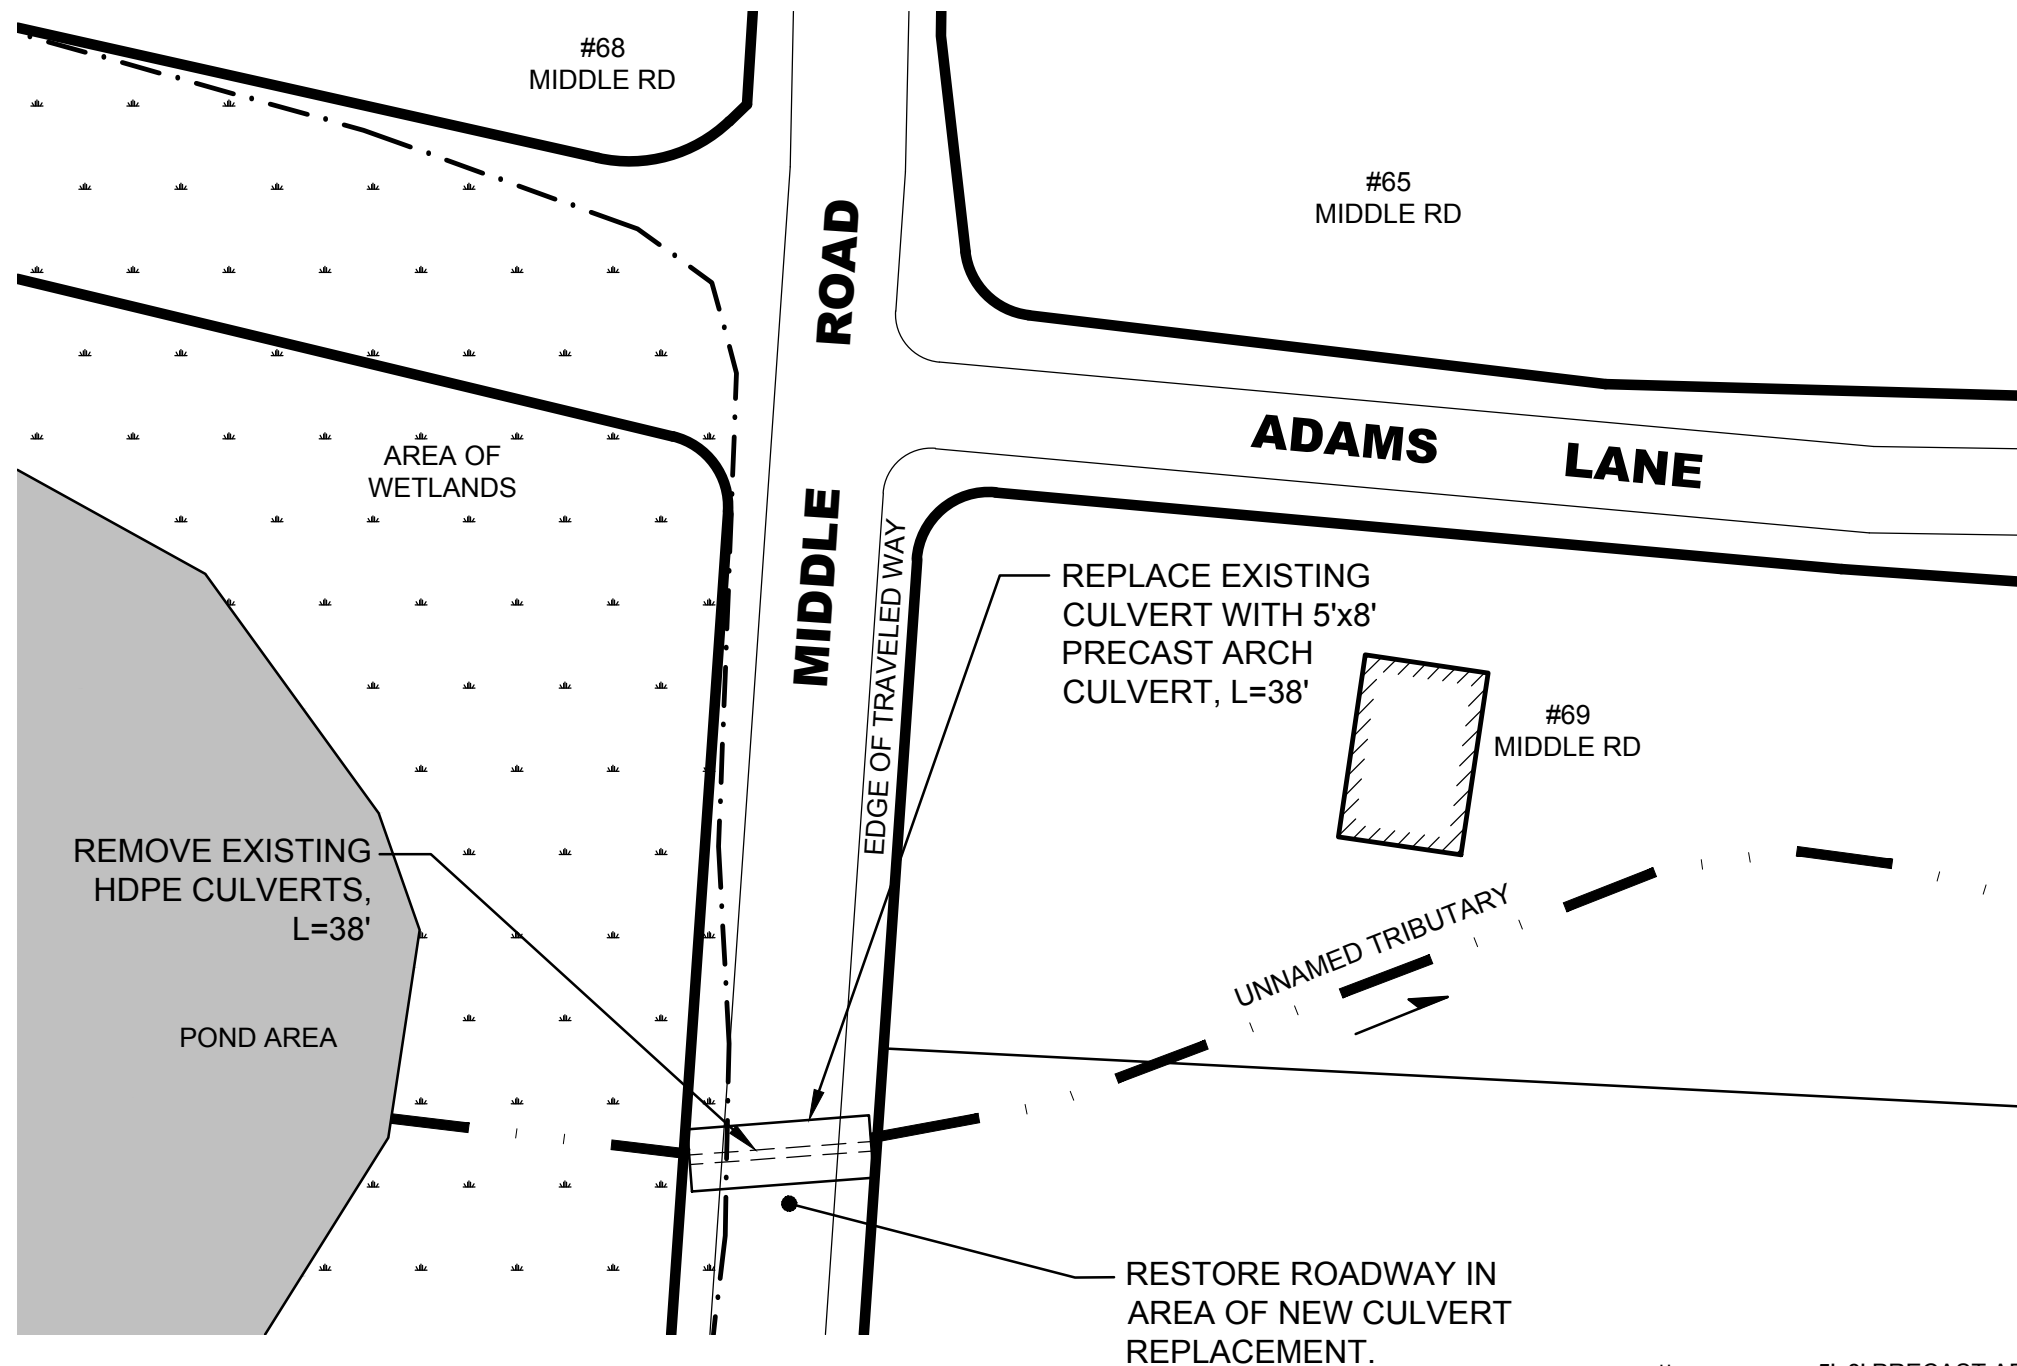 #68
MIDDLE RD
#65
MIDDLE RD
MIDDLE ROAD
ADAMS LANE
AREA OF
WETLANDS
EDGE OF TRAVELED WAY
REPLACE EXISTING
CULVERT WITH 5'x8'
PRECAST ARCH
CULVERT, L=38'
#69
MIDDLE RD
REMOVE EXISTING
HDPE CULVERTS,
L=38'
UNNAMED TRIBUTARY
POND AREA
RESTORE ROADWAY IN
AREA OF NEW CULVERT
REPLACEMENT.